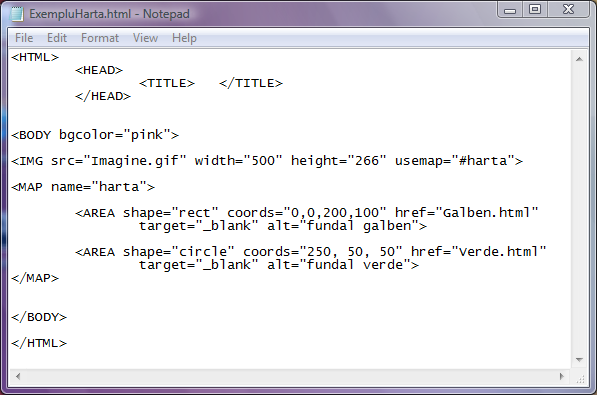 ExempluHarta.html - Notepad
File Edit Format View Help
<HTML>
<HEAD>
<TITLE> </TITLE>
</HEAD>
<BODY bgcolor="pink">
<IMG src="Imagine.gif" width="500" height="266" usemap="#harta">
<MAP name="harta">
<AREA shape="rect" coords="0,0,200,100" href="Galben.html"
target="_blank" alt="fundal galben">
<AREA shape="circle" coords="250, 50, 50" href="Verde.html"
target="_blank" alt="fundal verde">
</MAP>
</BODY>
</HTML>